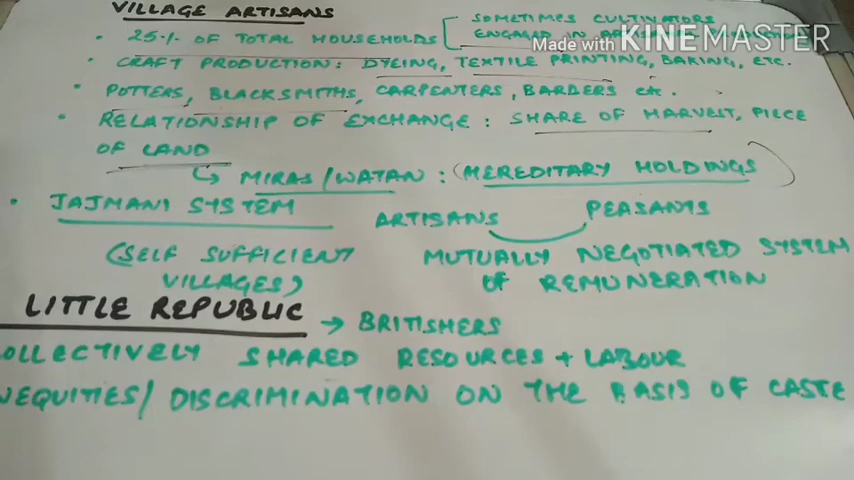 VILLAGE ARTISANS
• 25% OF TOTAL HOUSEHOLDS
SOMETIMES CULTIVATORS
ENGAGED IN
Made with KINEMASTER
• CRAFT PRODUCTION: DYEING, TEXTILE PRINTING, BAKING, ETC.
• POTTERS, BLACKSMITHS, CARPENTERS, BARBERS etc.
• RELATIONSHIP OF EXCHANGE: SHARE OF HARVEST, PIECE
OF LAND
↳ MIRAS/WATAN: (HEREDITARY HOLDINGS)
• JAJMANI SYSTEM
ARTISANS PEASANTS
(SELF SUFFICIENT
VILLAGES)
MUTUALLY NEGOTIATED SYSTEM
OF REMUNERATION
LITTLE REPUBLIC → BRITISHERS
OLLECTIVELY SHARED RESOURCES + LABOUR
NEQUITIES/ DISCRIMINATION ON THE BASIS OF CASTE